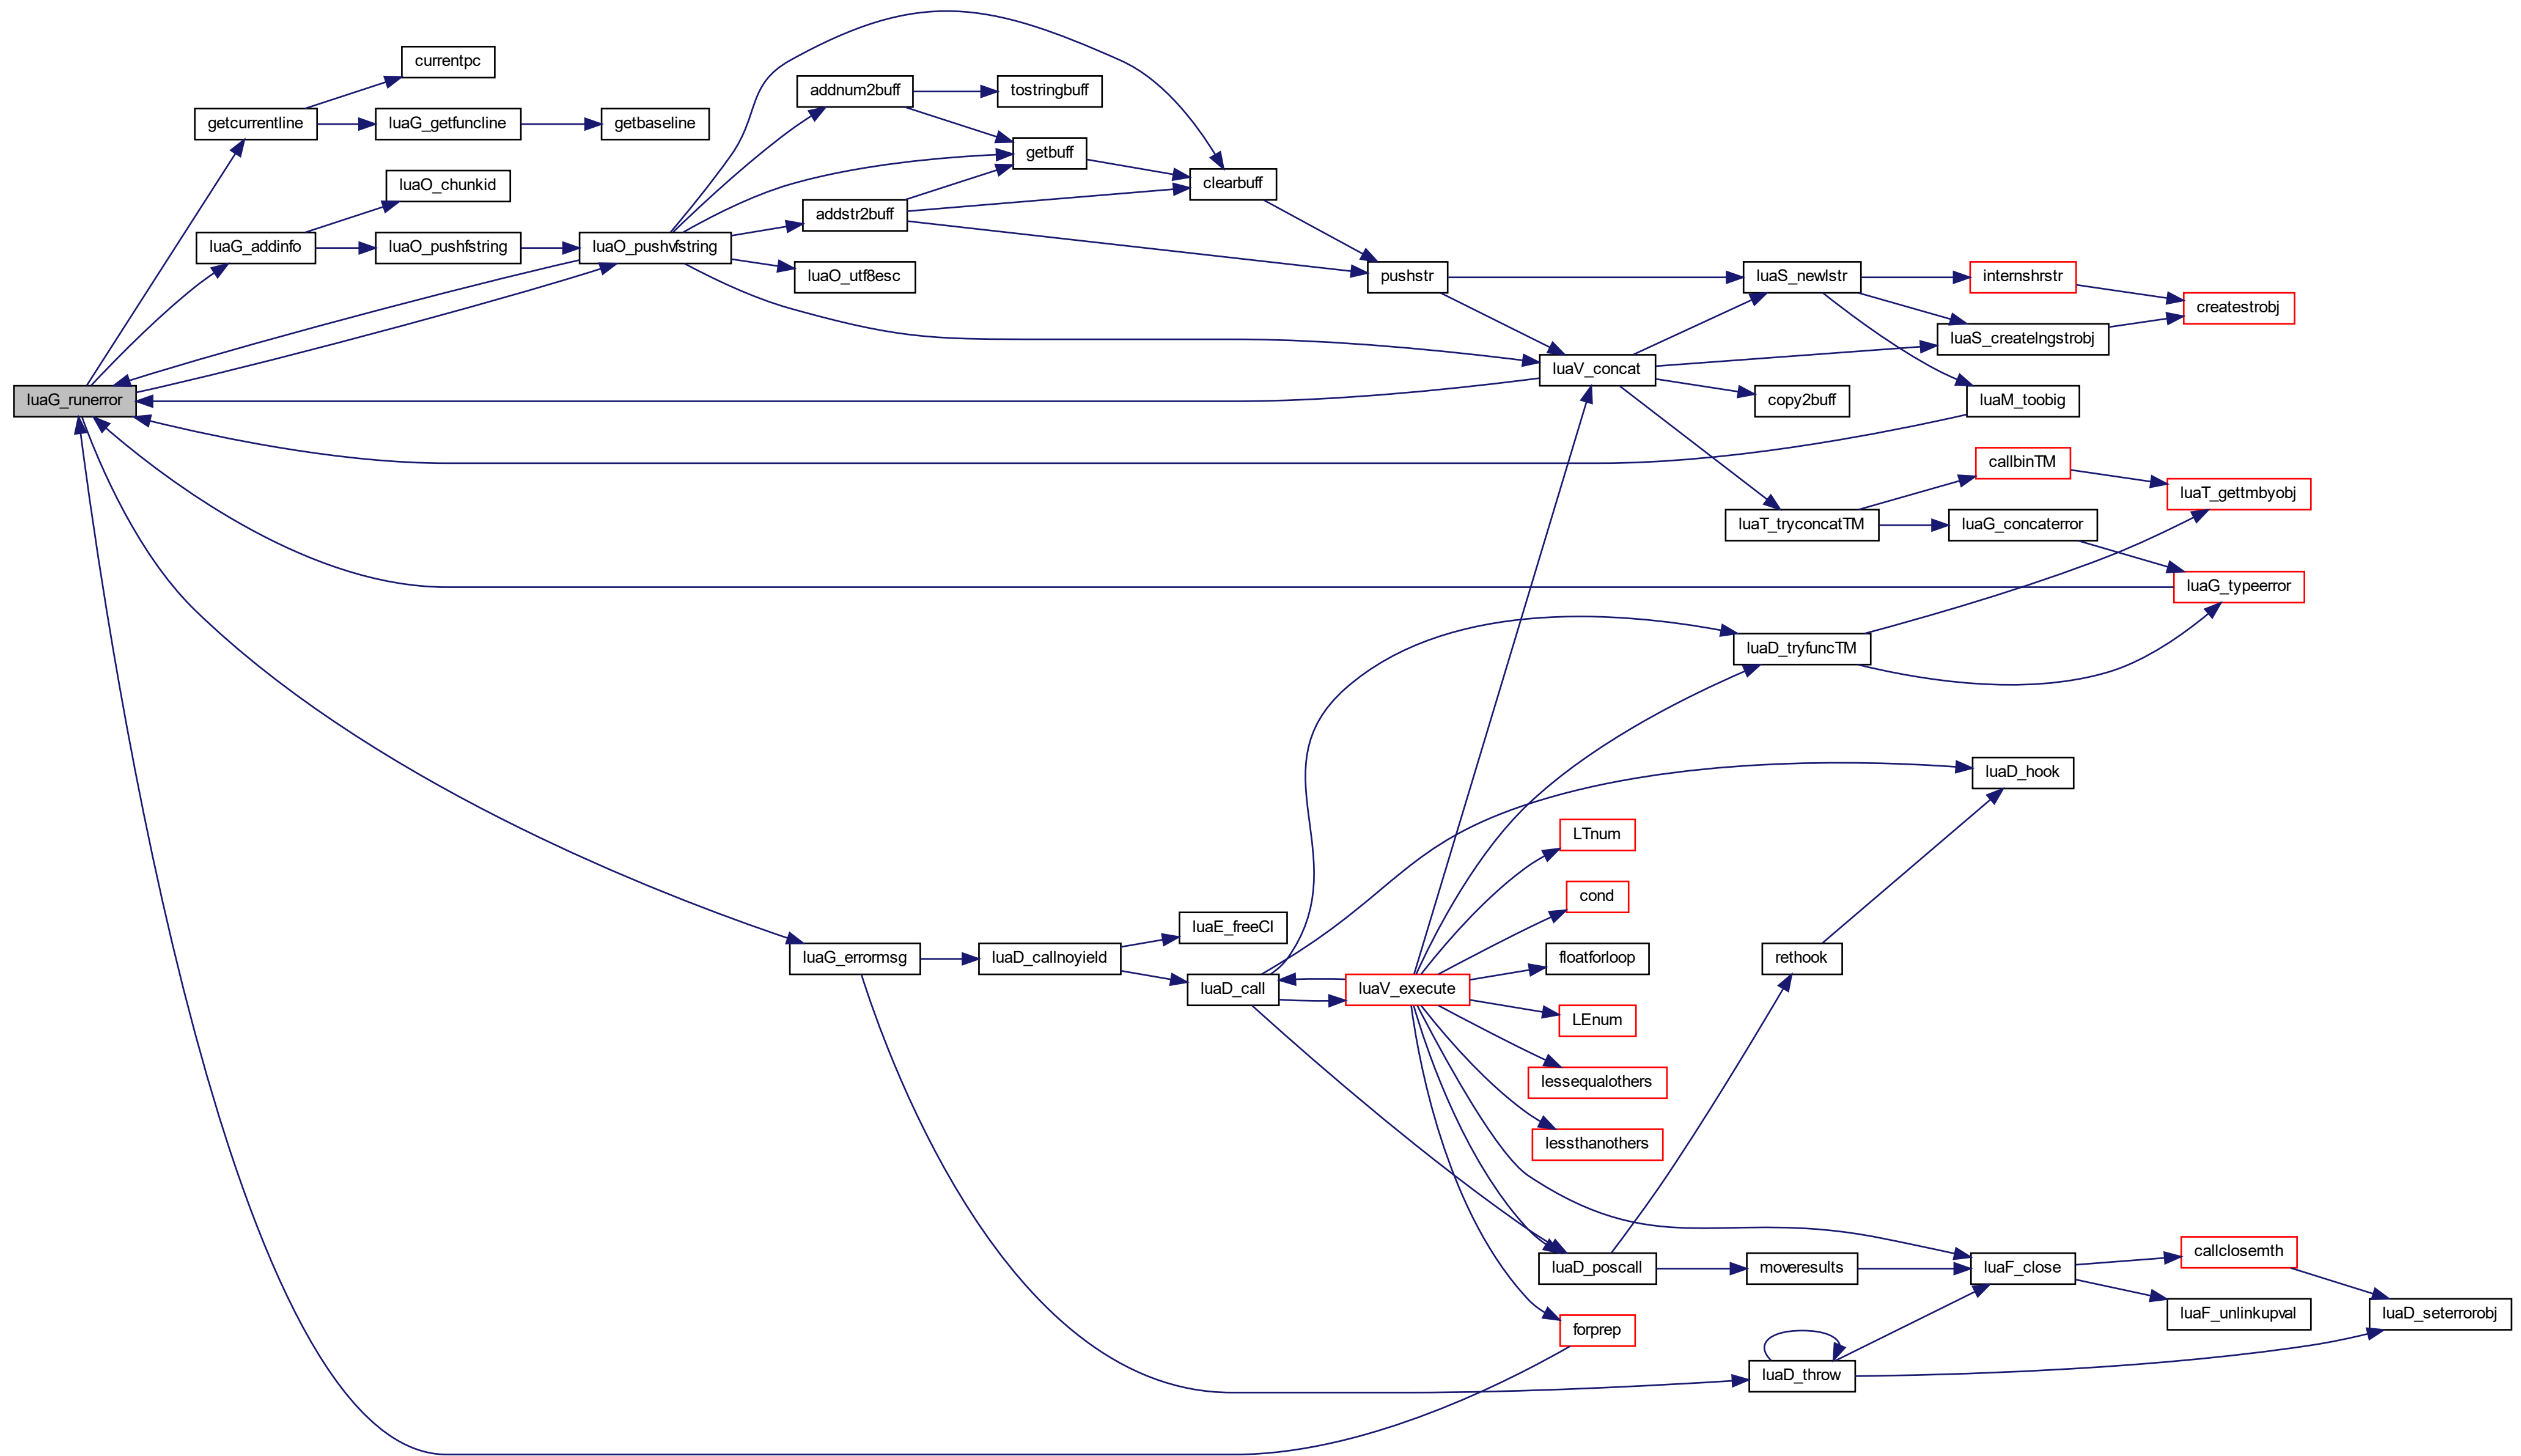 currentpc
getcurrentline
luaG_getfuncline
getbaseline
luaO_chunkid
luaG_addinfo
luaO_pushfstring
luaO_pushvfstring
addnum2buff
tostringbuff
getbuff
clearbuff
addstr2buff
luaO_utf8esc
pushstr
luaS_newlstr
internshrstr
createstrobj
luaS_createlngstrobj
luaV_concat
luaG_runerror
copy2buff
luaM_toobig
callbinTM
luaT_gettmbyobj
luaT_tryconcatTM
luaG_concaterror
luaG_typeerror
luaD_tryfuncTM
luaD_hook
LTnum
cond
luaE_freeCI
luaG_errormsg
luaD_callnoyield
floatforloop
rethook
luaD_call
luaV_execute
LEnum
lessequalothers
lessthanothers
luaD_poscall
moveresults
luaF_close
callclosemth
luaF_unlinkupval
luaD_seterrorobj
forprep
luaD_throw